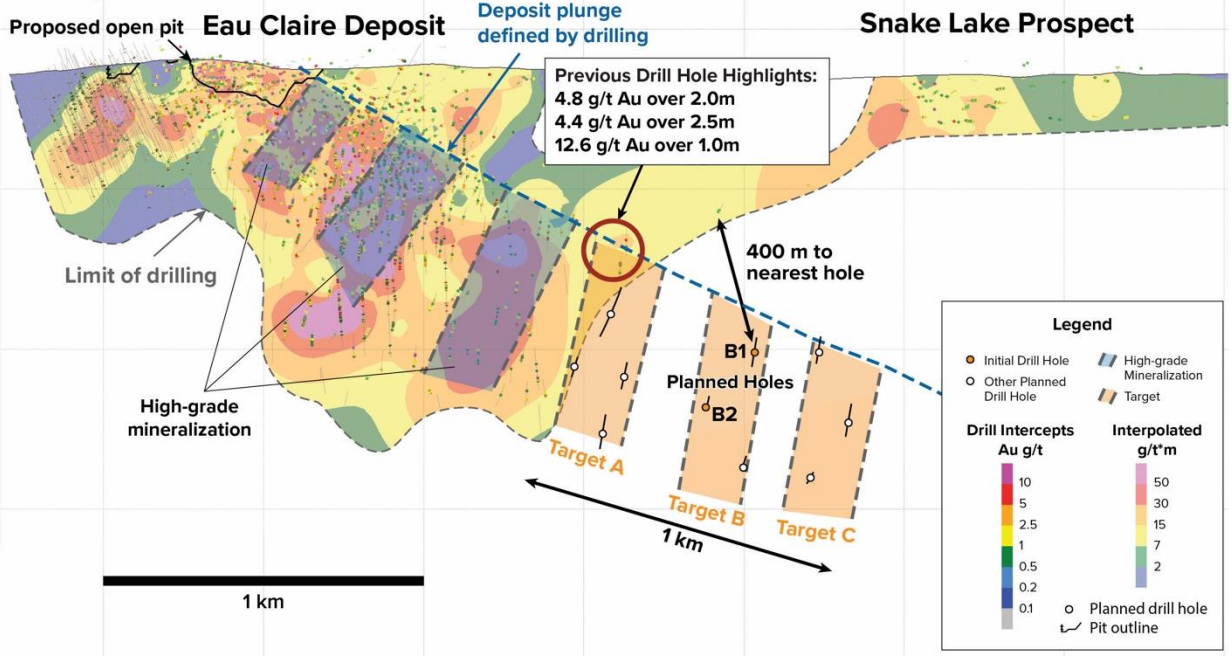 Proposed open pit
Eau Claire Deposit
Deposit plunge
defined by drilling
Snake Lake Prospect
Previous Drill Hole Highlights:
4.8 g/t Au over 2.0m
4.4 g/t Au over 2.5m
12.6 g/t Au over 1.0m
Limit of drilling
400 m to
nearest hole
High-grade
mineralization
B1
Planned Holes
B2
Target A
Target B
Target C
1 km
1 km
Legend
Initial Drill Hole
Other Planned
Drill Hole
High-grade
Mineralization
Target
Drill Intercepts
Au g/t
10
5
2.5
1
0.5
0.2
0.1
Interpolated
g/t*m
50
30
15
7
2
Planned drill hole
Pit outline